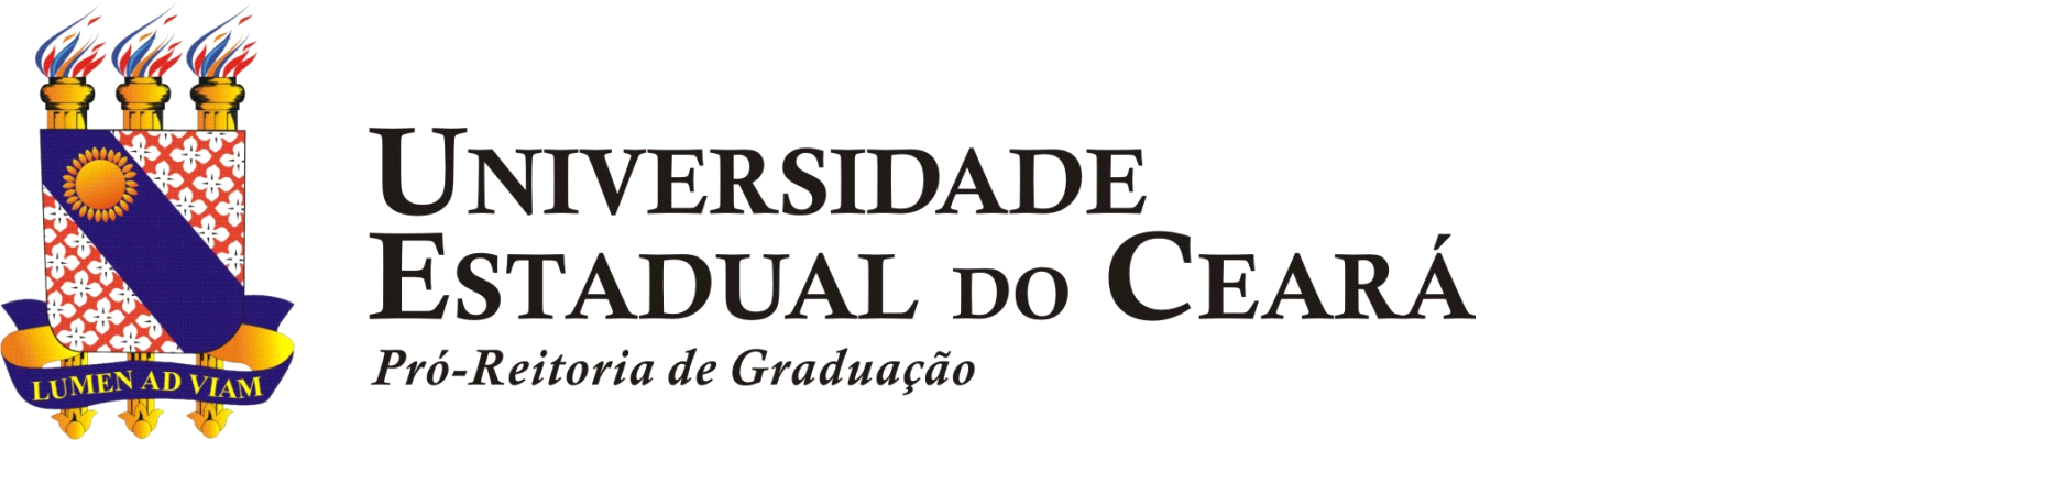 UNIVERSIDADE
ESTADUAL DO CEARÁ
Pró-Reitoria de Graduação
LUMEN AD VIAM